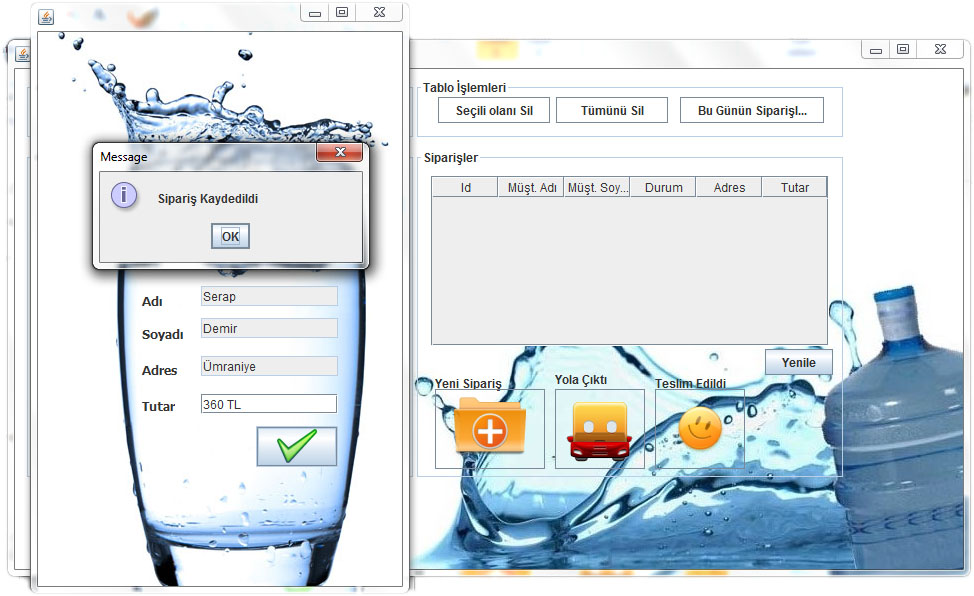 Message
Sipariş Kaydedildi
OK
Adı
Serap
Soyadı
Demir
Adres
Ümraniye
Tutar
360 TL
Tablo İşlemleri
Seçili olanı Sil
Tümünü Sil
Bu Günün Siparişl...
Siparişler
Id
Müşt. Adı
Müşt. Soy...
Durum
Adres
Tutar
Yenile
Yeni Sipariş
Yola Çıktı
Teslim Edildi